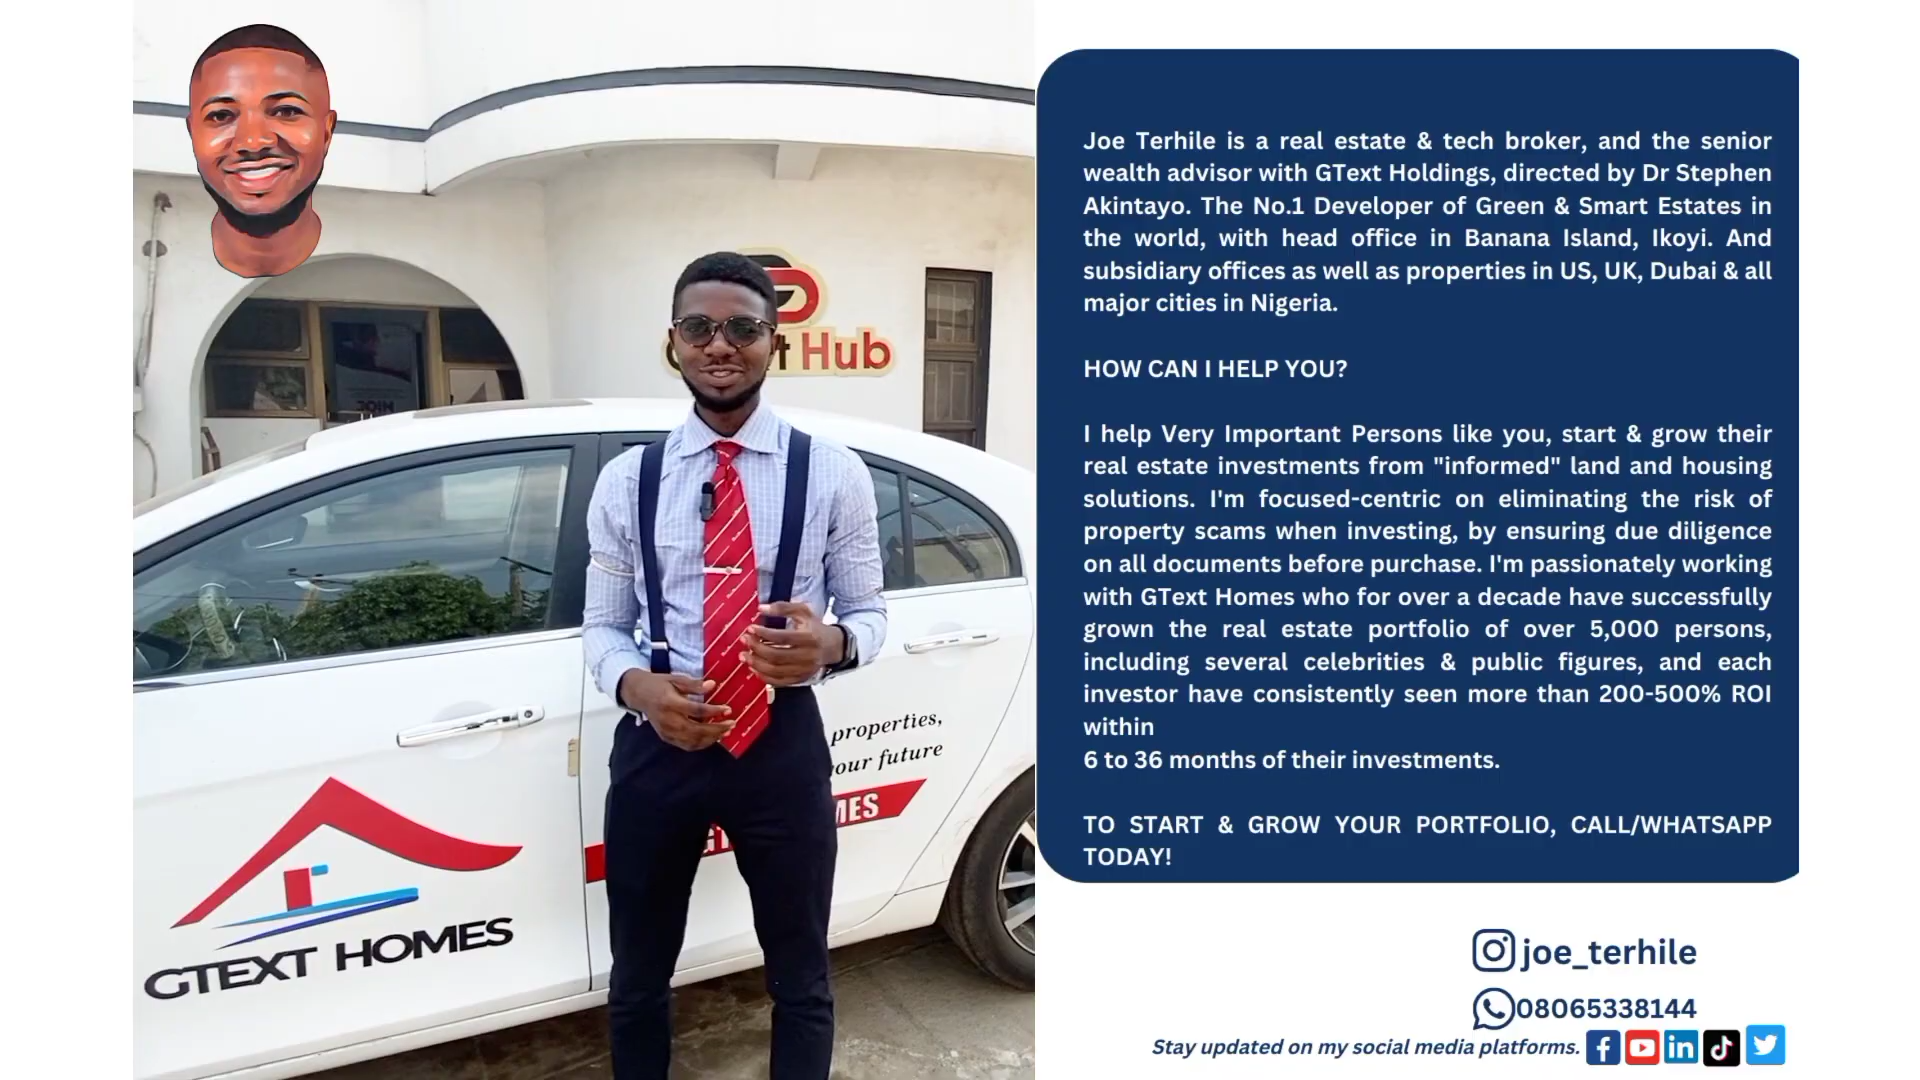 Hub
JOIN
properties,
your future
MES
GTEXT HOMES
Joe Terhile is a real estate & tech broker, and the senior
wealth advisor with GText Holdings, directed by Dr Stephen
Akintayo. The No.1 Developer of Green & Smart Estates in
the world, with head office in Banana Island, Ikoyi. And
subsidiary offices as well as properties in US, UK, Dubai & all
major cities in Nigeria.
HOW CAN I HELP YOU?
I help Very Important Persons like you, start & grow their
real estate investments from "informed" land and housing
solutions. I'm focused-centric on eliminating the risk of
property scams when investing, by ensuring due diligence
on all documents before purchase. I'm passionately working
with GText Homes who for over a decade have successfully
grown the real estate portfolio of over 5,000 persons,
including several celebrities & public figures, and each
investor have consistently seen more than 200-500% ROI
within
6 to 36 months of their investments.
TO START & GROW YOUR PORTFOLIO, CALL/WHATSAPP
TODAY!
joe_terhile
08065338144
Stay updated on my social media platforms.